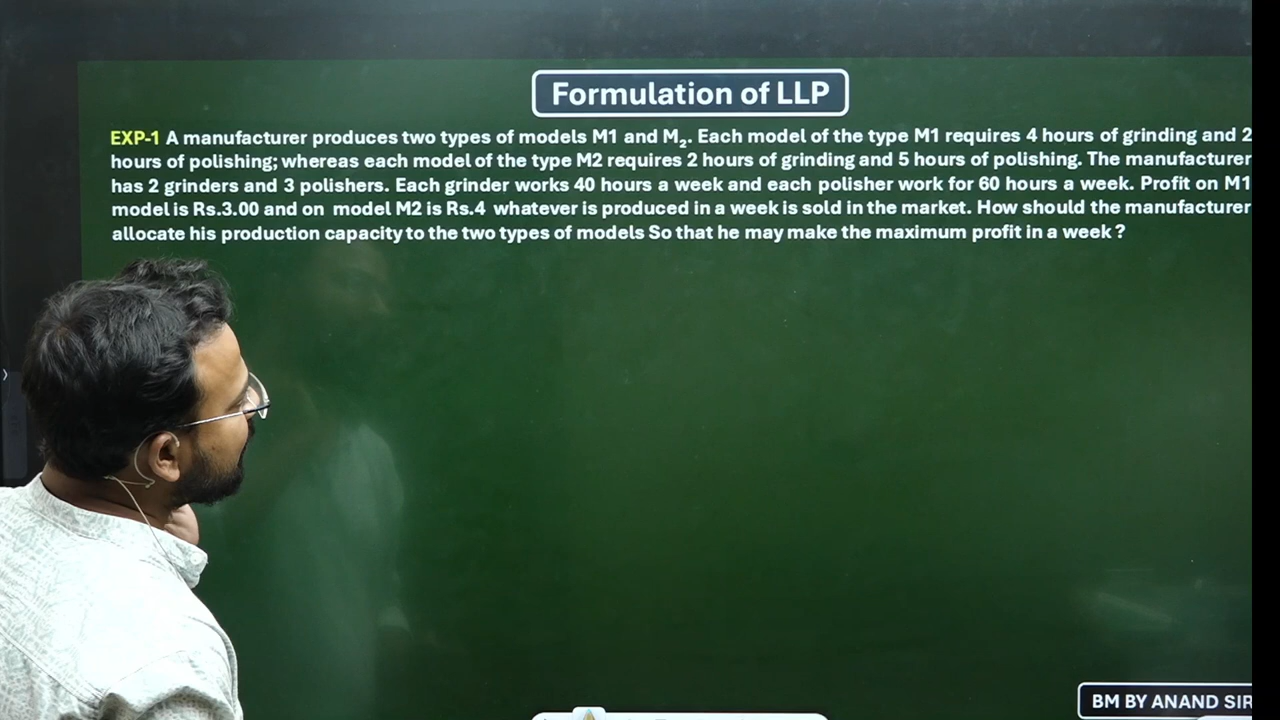 Formulation of LLP
EXP-1 A manufacturer produces two types of models M1 and M₂. Each model of the type M1 requires 4 hours of grinding and 2
hours of polishing; whereas each model of the type M2 requires 2 hours of grinding and 5 hours of polishing. The manufacturer
has 2 grinders and 3 polishers. Each grinder works 40 hours a week and each polisher work for 60 hours a week. Profit on M1
model is Rs.3.00 and on model M2 is Rs.4 whatever is produced in a week is sold in the market. How should the manufacturer
allocate his production capacity to the two types of models So that he may make the maximum profit in a week ?
BM BY ANAND SIR